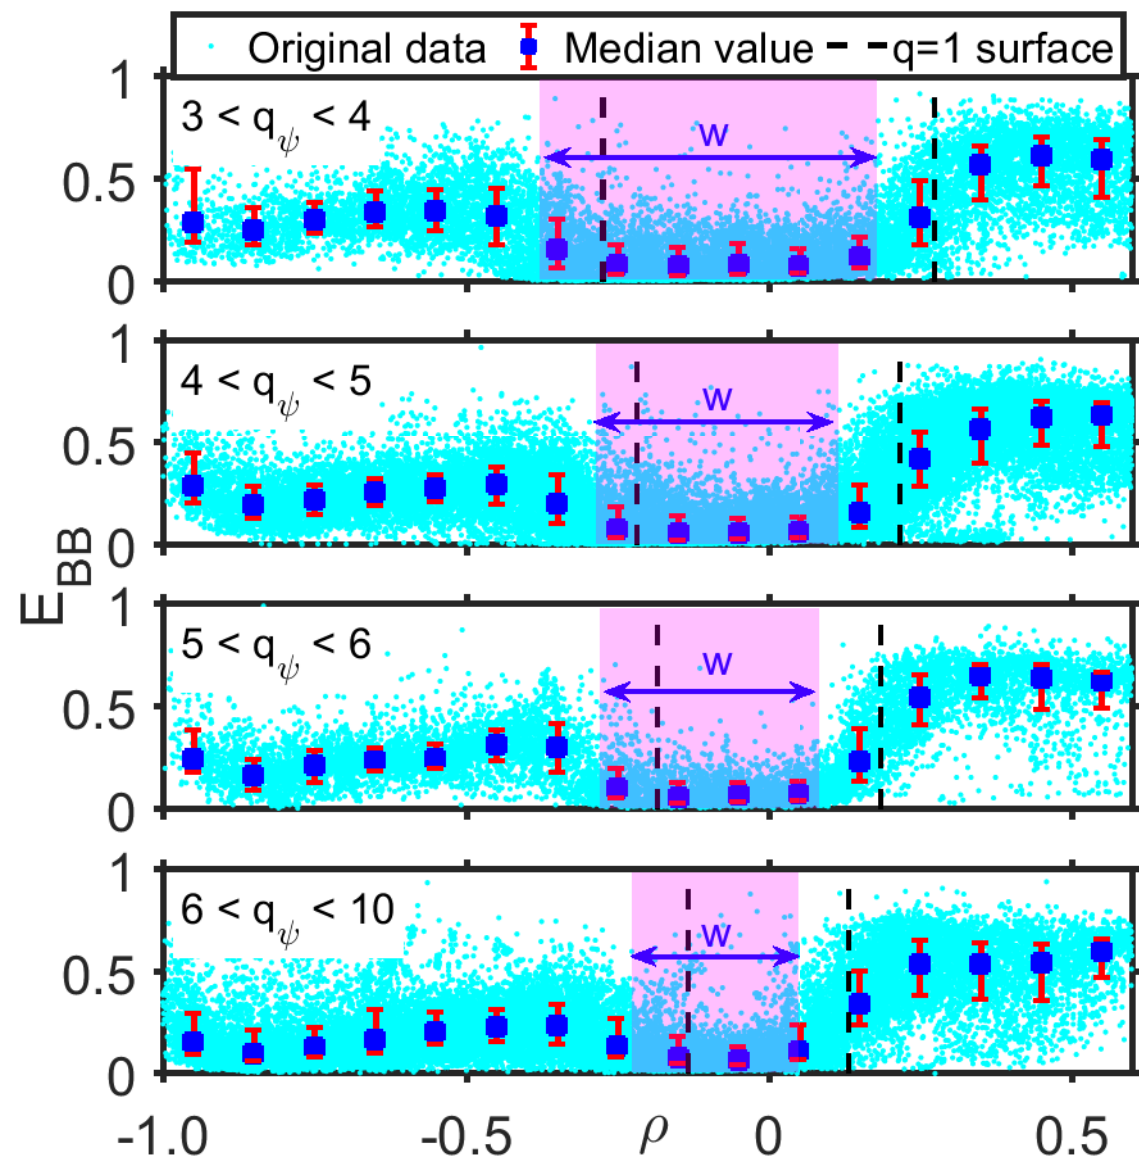 Original data Median value q=1 surface
1
3 < q_ψ < 4
w
0.5
0
1
4 < q_ψ < 5
w
0.5
0
E_BB
1
5 < q_ψ < 6
w
0.5
0
1
6 < q_ψ < 10
w
0.5
0
-1.0 -0.5 ρ 0 0.5